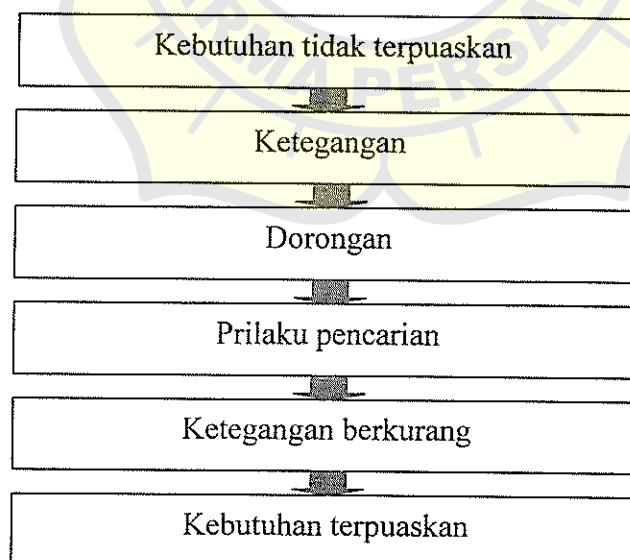 Kebutuhan tidak terpuaskan
Ketegangan
Dorongan
Prilaku pencarian
Ketegangan berkurang
Kebutuhan terpuaskan